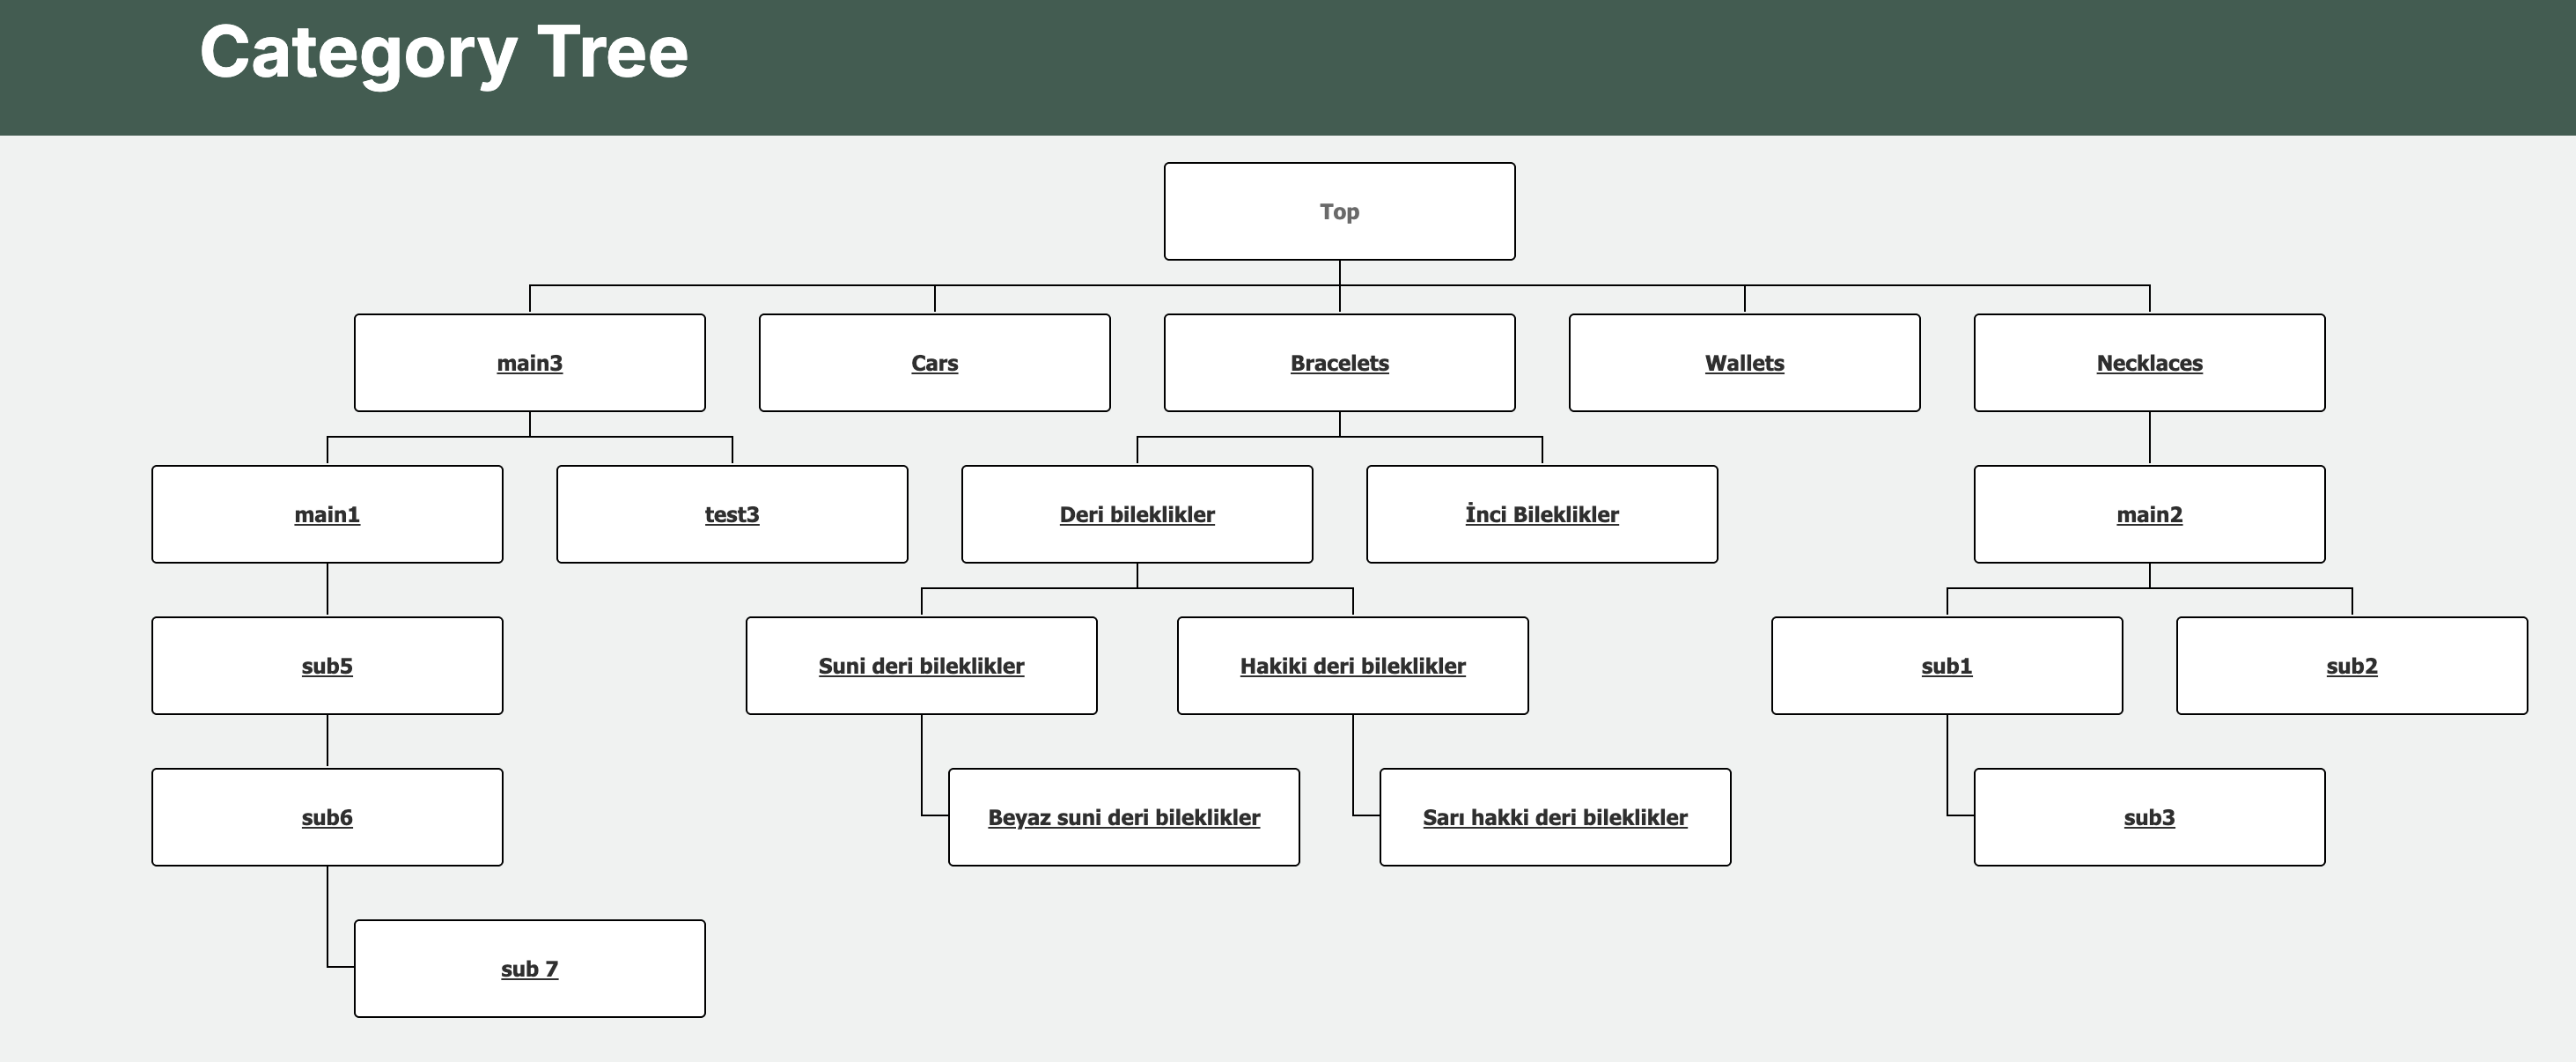 Category Tree
Top
main3
Cars
Bracelets
Wallets
Necklaces
main1
test3
Deri bileklikler
İnci Bileklikler
main2
sub5
Suni deri bileklikler
Hakiki deri bileklikler
sub1
sub2
sub6
Beyaz suni deri bileklikler
Sarı hakki deri bileklikler
sub3
sub 7